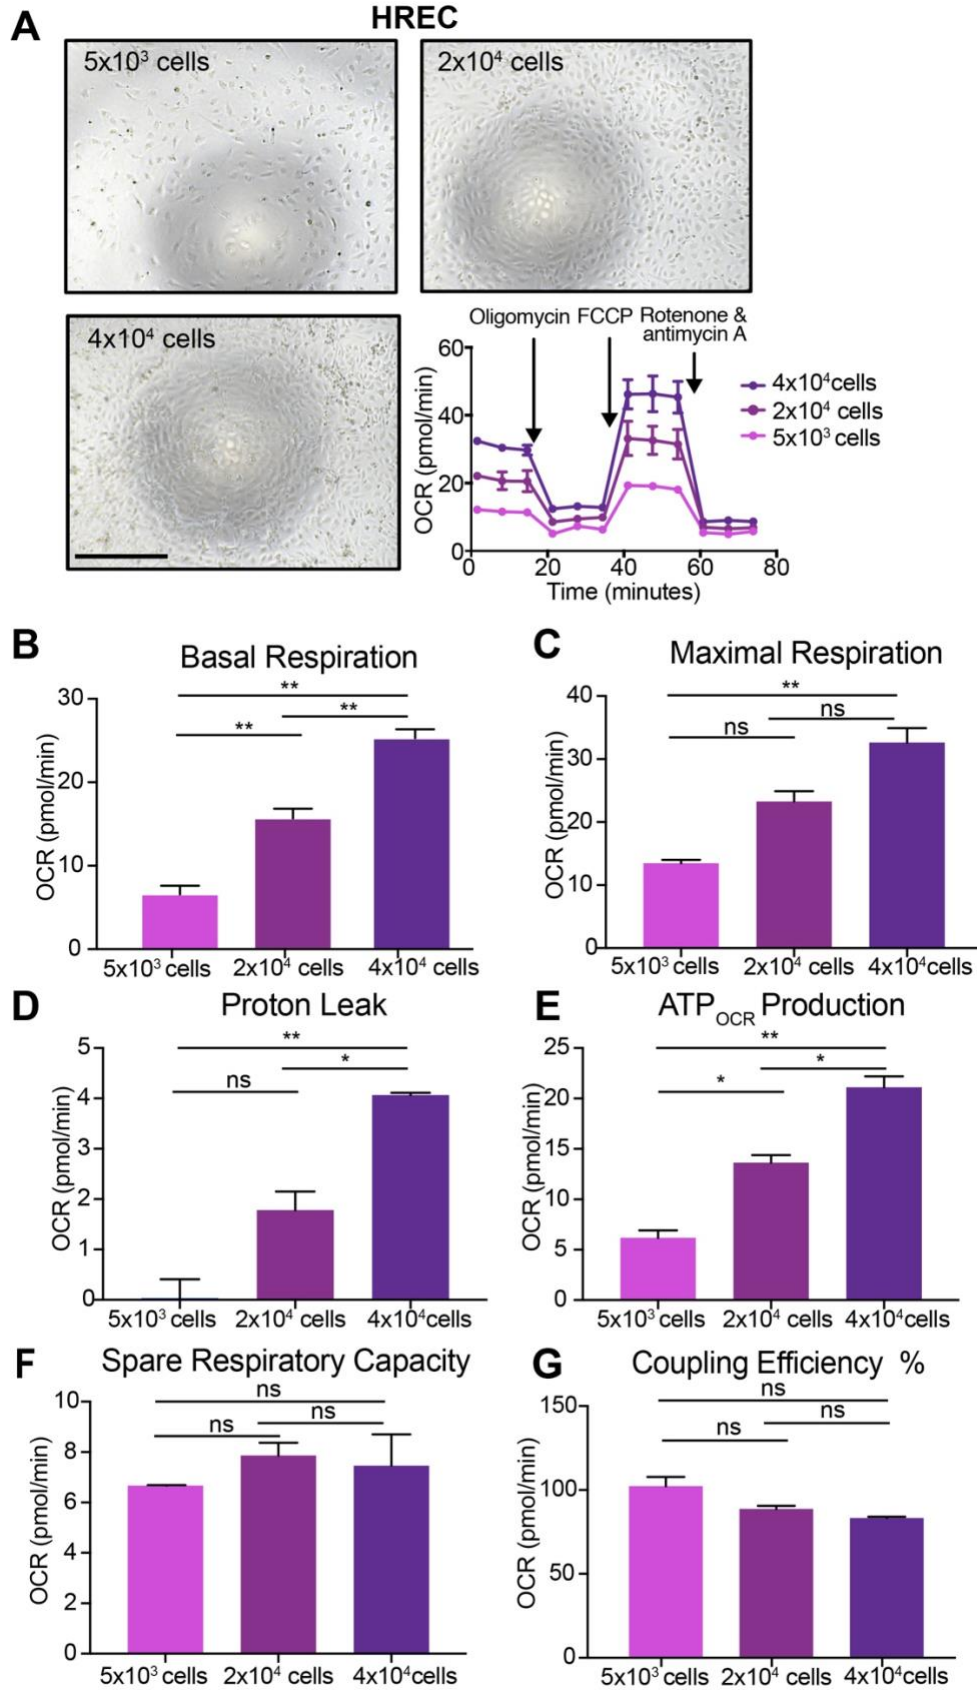 A
HREC
5x10³ cells
2x10⁴ cells
4x10⁴ cells
Oligomycin FCCP Rotenone &
antimycin A
60
40
20
0
OCR (pmol/min)
0 20 40 60 80
Time (minutes)
4x10⁴cells
2x10⁴ cells
5x10³ cells
B
Basal Respiration
**
**
**
30
20
10
0
OCR (pmol/min)
5x10³ cells 2x10⁴ cells 4x10⁴ cells
C
Maximal Respiration
**
ns
ns
40
30
20
10
0
OCR (pmol/min)
5x10³ cells 2x10⁴ cells 4x10⁴cells
D
Proton Leak
**
*
ns
5
4
3
2
1
0
OCR (pmol/min)
5x10³ cells 2x10⁴ cells 4x10⁴cells
E
ATP_OCR Production
**
*
*
25
20
15
10
5
0
OCR (pmol/min)
5x10³ cells 2x10⁴ cells 4x10⁴cells
F
Spare Respiratory Capacity
ns
ns
ns
10
8
6
4
2
0
OCR (pmol/min)
5x10³ cells 2x10⁴ cells 4x10⁴cells
G
Coupling Efficiency %
ns
ns
ns
150
100
50
0
OCR (pmol/min)
5x10³ cells 2x10⁴ cells 4x10⁴cells